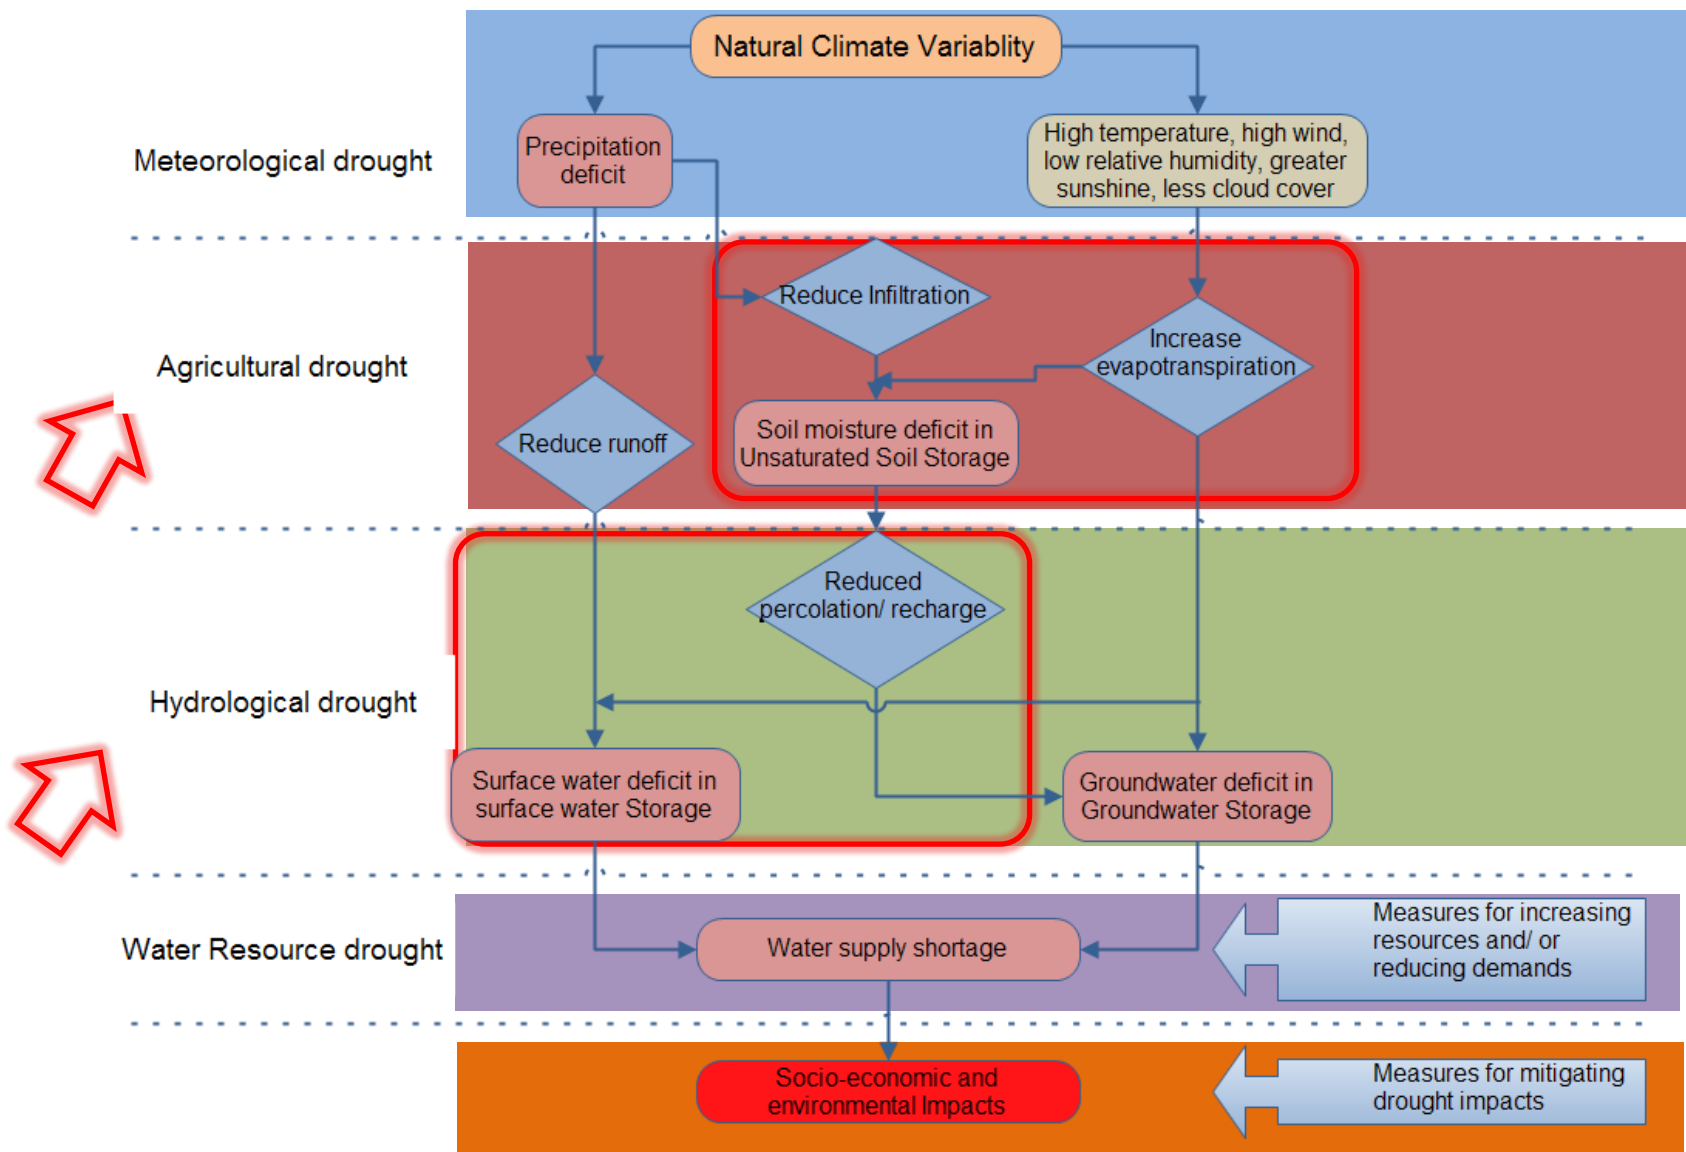 Natural Climate Variablity
Meteorological drought
Precipitation
deficit
High temperature, high wind,
low relative humidity, greater
sunshine, less cloud cover
Agricultural drought
Reduce Infiltration
Increase
evapotranspiration
Reduce runoff
Soil moisture deficit in
Unsaturated Soil Storage
Hydrological drought
Reduced
percolation/ recharge
Surface water deficit in
surface water Storage
Groundwater deficit in
Groundwater Storage
Water Resource drought
Water supply shortage
Measures for increasing
resources and/ or
reducing demands
Socio-economic and
environmental Impacts
Measures for mitigating
drought impacts